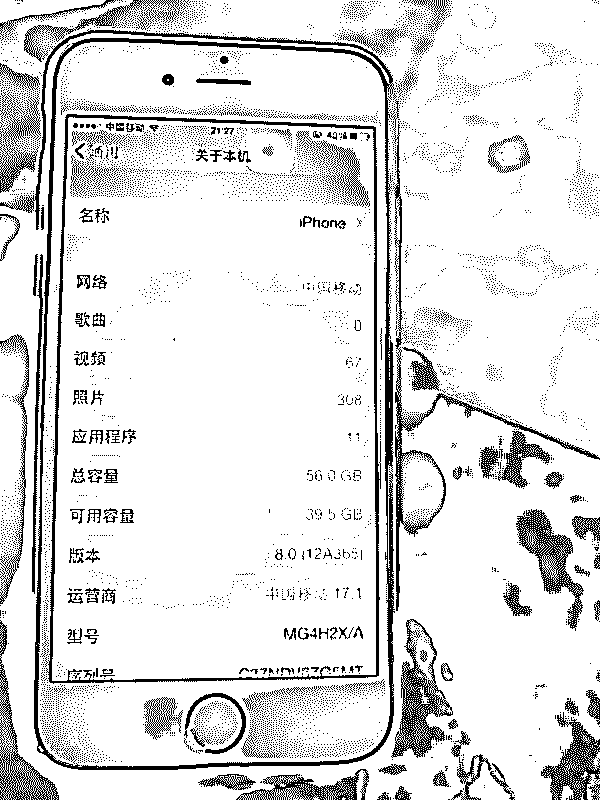 中国移动 21:27
通用 关于本机
名称 iPhone
网络 中国移动
歌曲 0
视频 67
照片 308
应用程序 11
总容量 56.0 GB
可用容量 39.5 GB
版本 8.0 (12A365)
运营商 中国移动 17.1
型号 MG4H2X/A
序列号